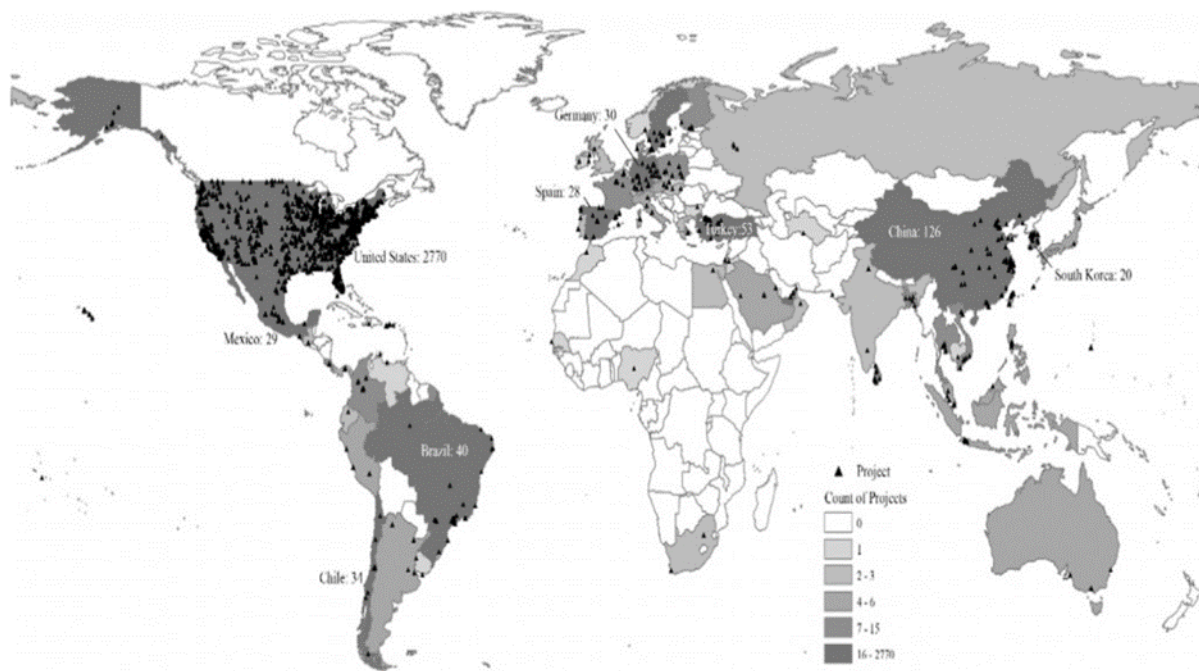 Germany: 30
Spain: 28
Turkey:53
China: 126
United States: 2770
South Korea: 20
Mexico: 29
Brazil: 40
Chile: 34
Project
Count of Projects
0
1
2 - 3
4 - 6
7 - 15
16 - 2770